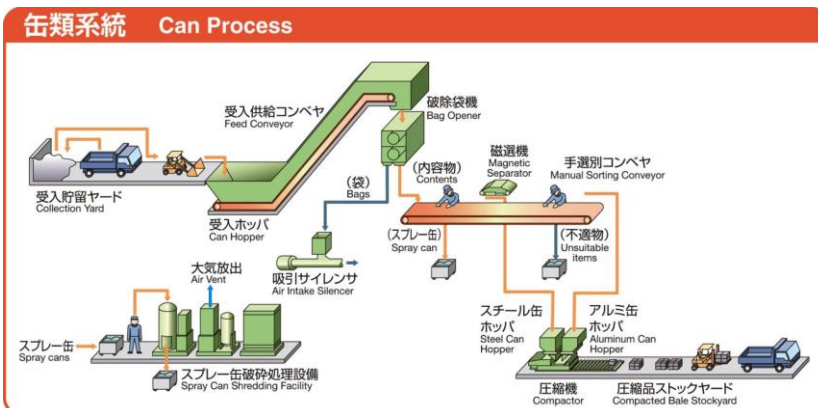 缶類系統 Can Process
受入供給コンベヤ
Feed Conveyor
破除袋機
Bag Opener
受入貯留ヤード
Collection Yard
受入ホッパ
Can Hopper
(袋)
Bags
(内容物)
Contents
磁選機
Magnetic
Separator
手選別コンベヤ
Manual Sorting Conveyor
(スプレー缶)
Spray can
(不適物)
Unsuitable
items
吸引サイレンサ
Air Intake Silencer
大気放出
Air Vent
スプレー缶
Spray cans
スプレー缶破砕処理設備
Spray Can Shredding Facility
スチール缶
ホッパ
Steel Can
Hopper
アルミ缶
ホッパ
Aluminum Can
Hopper
圧縮機
Compactor
圧縮品ストックヤード
Compacted Bale Stockyard